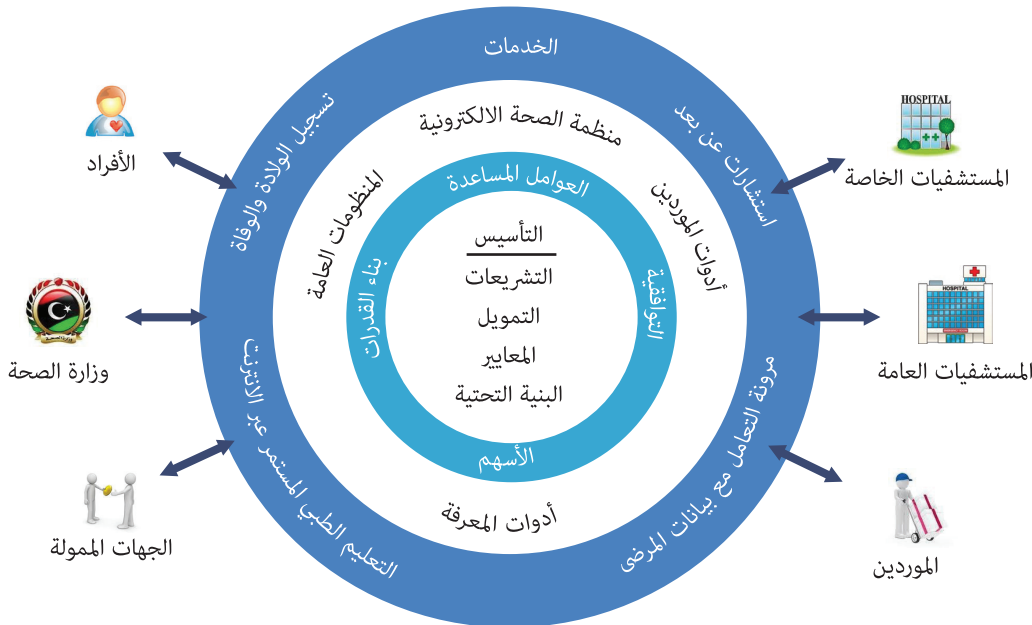 الخدمات
تسجيل الولادة والوفاة
استشارات عن بعد
منظمة الصحة الالكترونية
المنظومات العامة
أدوات الموردين
العوامل المساعدة
بناء القدرات
التوافقية
التأسيس
التشريعات
التمويل
المعايير
البنية التحتية
الأسهم
أدوات المعرفة
التعليم الطبي المستمر عبر الانترنت
مرونة التعامل مع بيانات المرضى
HOSPITAL
المستشفيات الخاصة
HOSPITAL
المستشفيات العامة
الموردين
الأفراد
وزارة الصحة
وزارة الصحة
الجهات الممولة